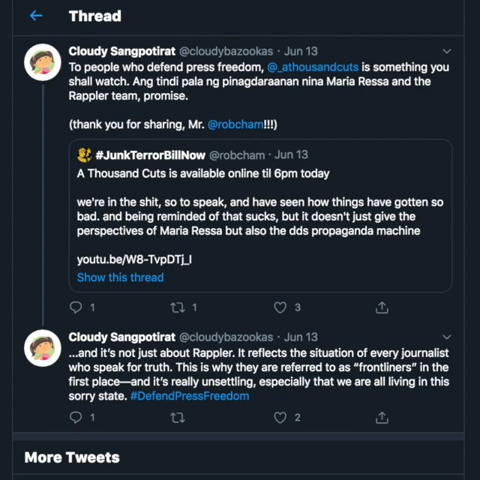 Thread
Cloudy Sangpotirat @cloudybazookas · Jun 13
To people who defend press freedom, @_athousandcuts is something you
shall watch. Ang tindi pala ng pinagdaraanan nina Maria Ressa and the
Rappler team, promise.
(thank you for sharing, Mr. @robcham!!!)
#JunkTerrorBillNow @robcham · Jun 13
A Thousand Cuts is available online til 6pm today
we're in the shit, so to speak, and have seen how things have gotten so
bad. and being reminded of that sucks, but it doesn't just give the
perspectives of Maria Ressa but also the dds propaganda machine
youtu.be/W8-TvpDTj_I
Show this thread
1 1 3
Cloudy Sangpotirat @cloudybazookas · Jun 13
...and it's not just about Rappler. It reflects the situation of every journalist
who speak for truth. This is why they are referred to as “frontliners” in the
first place—and it's really unsettling, especially that we are all living in this
sorry state. #DefendPressFreedom
1 2
More Tweets